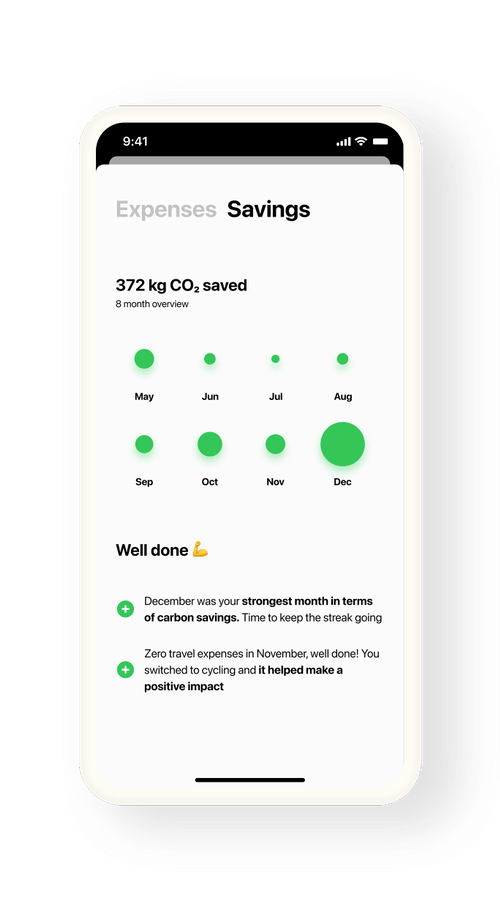 9:41
Expenses Savings
372 kg CO₂ saved
8 month overview
May Jun Jul Aug
Sep Oct Nov Dec
Well done 💪
December was your strongest month in terms
of carbon savings. Time to keep the streak going
Zero travel expenses in November, well done! You
switched to cycling and it helped make a
positive impact